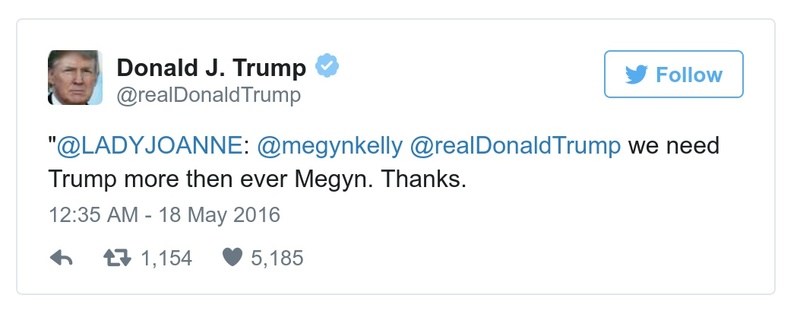 Donald J. Trump
@realDonaldTrump
Follow
"@LADYJOANNE: @megynkelly @realDonaldTrump we need
Trump more then ever Megyn. Thanks.
12:35 AM - 18 May 2016
1,154 5,185